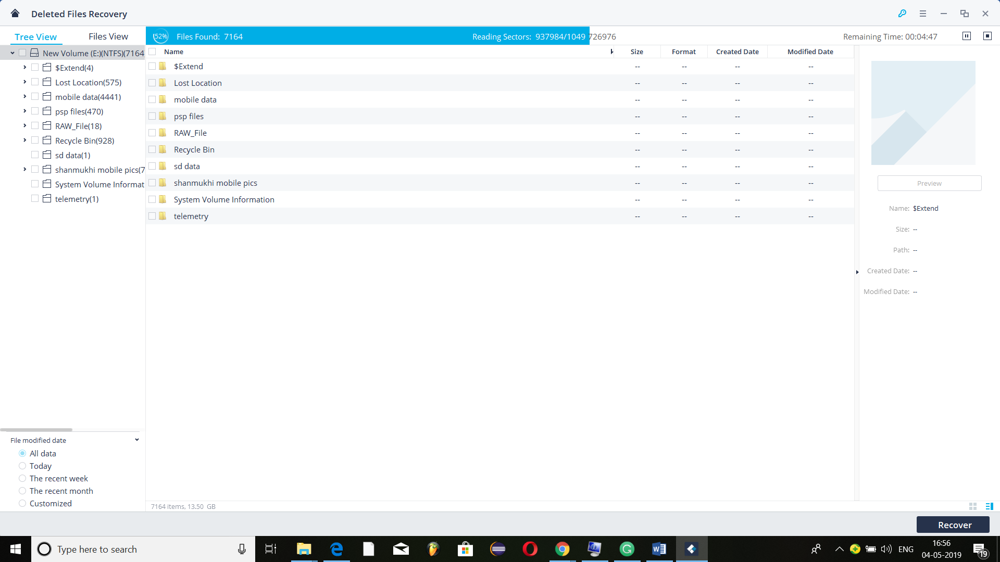 Deleted Files Recovery
Tree View
Files View
52%
Files Found: 7164
Reading Sectors: 937984/1049726976
Remaining Time: 00:04:47
New Volume (E:)(NTFS)(7164
$Extend(4)
Lost Location(575)
mobile data(4441)
psp files(470)
RAW_File(18)
Recycle Bin(928)
sd data(1)
shanmukhi mobile pics(7
System Volume Informat
telemetry(1)
Name Size Format Created Date Modified Date
$Extend -- -- -- --
Lost Location -- -- -- --
mobile data -- -- -- --
psp files -- -- -- --
RAW_File -- -- -- --
Recycle Bin -- -- -- --
sd data -- -- -- --
shanmukhi mobile pics -- -- -- --
System Volume Information -- -- -- --
telemetry -- -- -- --
Preview
Name: $Extend
Size: --
Path: --
Created Date: --
Modified Date: --
File modified date
All data
Today
The recent week
The recent month
Customized
7164 items, 13.50 GB
Recover
Type here to search
ENG
16:56
04-05-2019
19